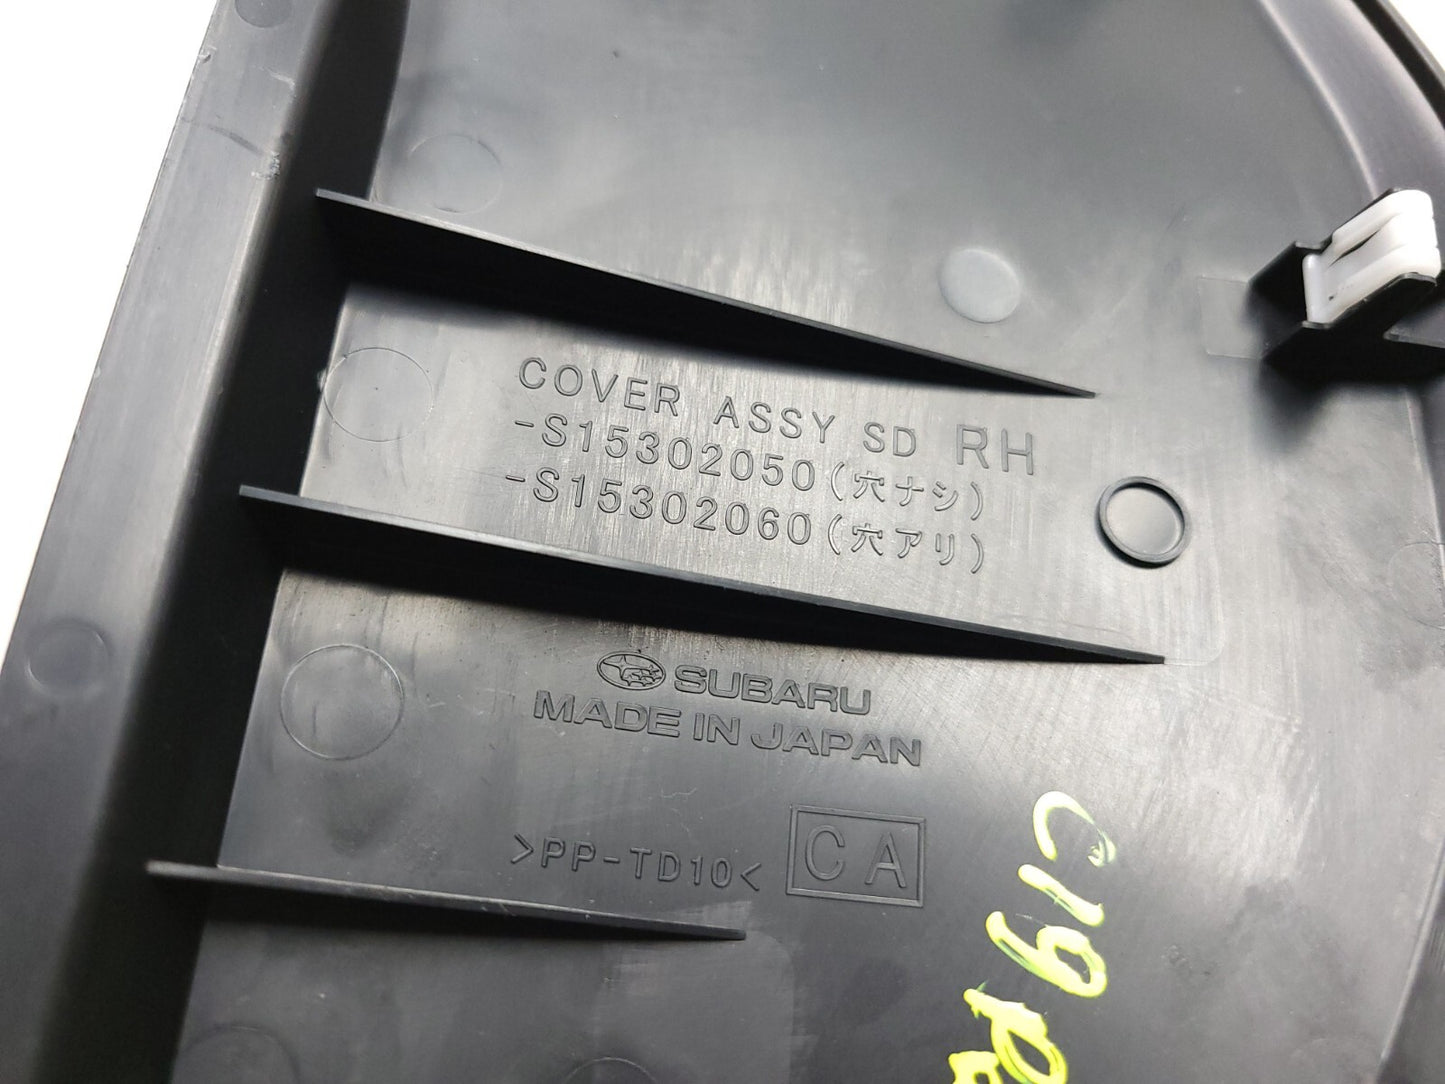 COVER ASSY SD RH
-S15302050(穴ナシ)
-S15302060(穴アリ)
SUBARU
MADE IN JAPAN
>PP-TD10<
CA